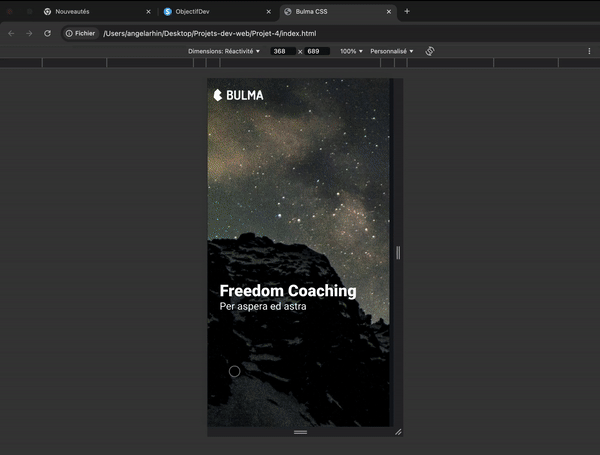 Nouveautés
ObjectifDev
Bulma CSS
Fichier /Users/angelarhin/Desktop/Projets-dev-web/Projet-4/index.html
Dimensions: Réactivité 368 x 689 100% Personnalisé
BULMA
Freedom Coaching
Per aspera ed astra